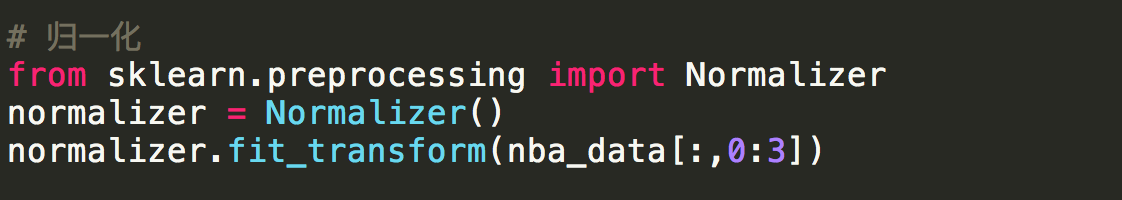 # 归一化
from sklearn.preprocessing import Normalizer
normalizer = Normalizer()
normalizer.fit_transform(nba_data[:,0:3])